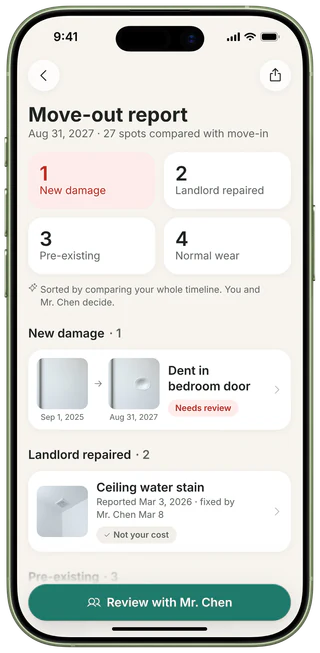 9:41
Move-out report
Aug 31, 2027 · 27 spots compared with move-in
1
New damage
2
Landlord repaired
3
Pre-existing
4
Normal wear
Sorted by comparing your whole timeline. You and
Mr. Chen decide.
New damage · 1
Sep 1, 2025
Aug 31, 2027
Dent in
bedroom door
Needs review
Landlord repaired · 2
Ceiling water stain
Reported Mar 3, 2026 · fixed by
Mr. Chen Mar 8
Not your cost
Pre-existing · 3
Review with Mr. Chen